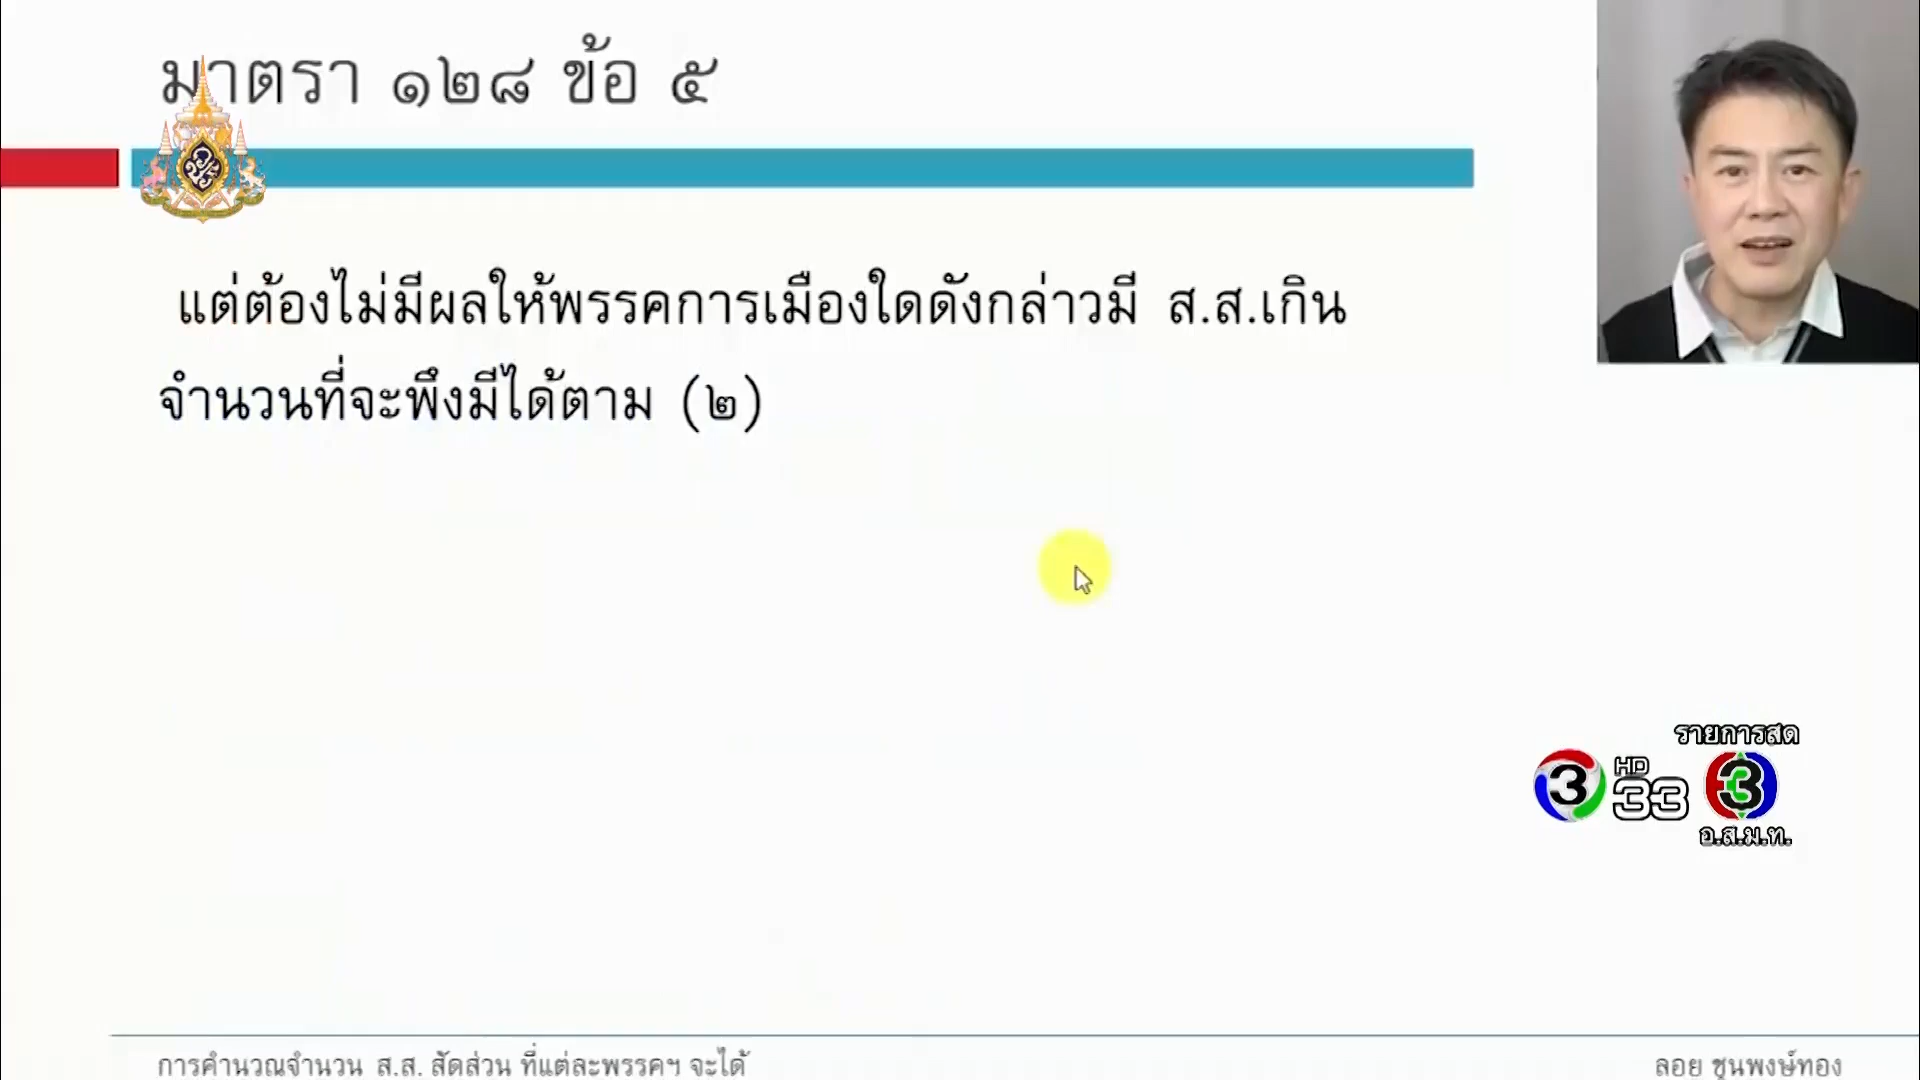 มาตรา ๑๒๘ ข้อ ๕
แต่ต้องไม่มีผลให้พรรคการเมืองใดดังกล่าวมี ส.ส.เกิน
จำนวนที่จะพึงมีได้ตาม (๒)
รายการสด
3 HD 33 3
อ.ส.ม.ท.
การคำนวณจำนวน ส.ส. สัดส่วน ที่แต่ละพรรคฯ จะได้
ลอย ชุนพงษ์ทอง